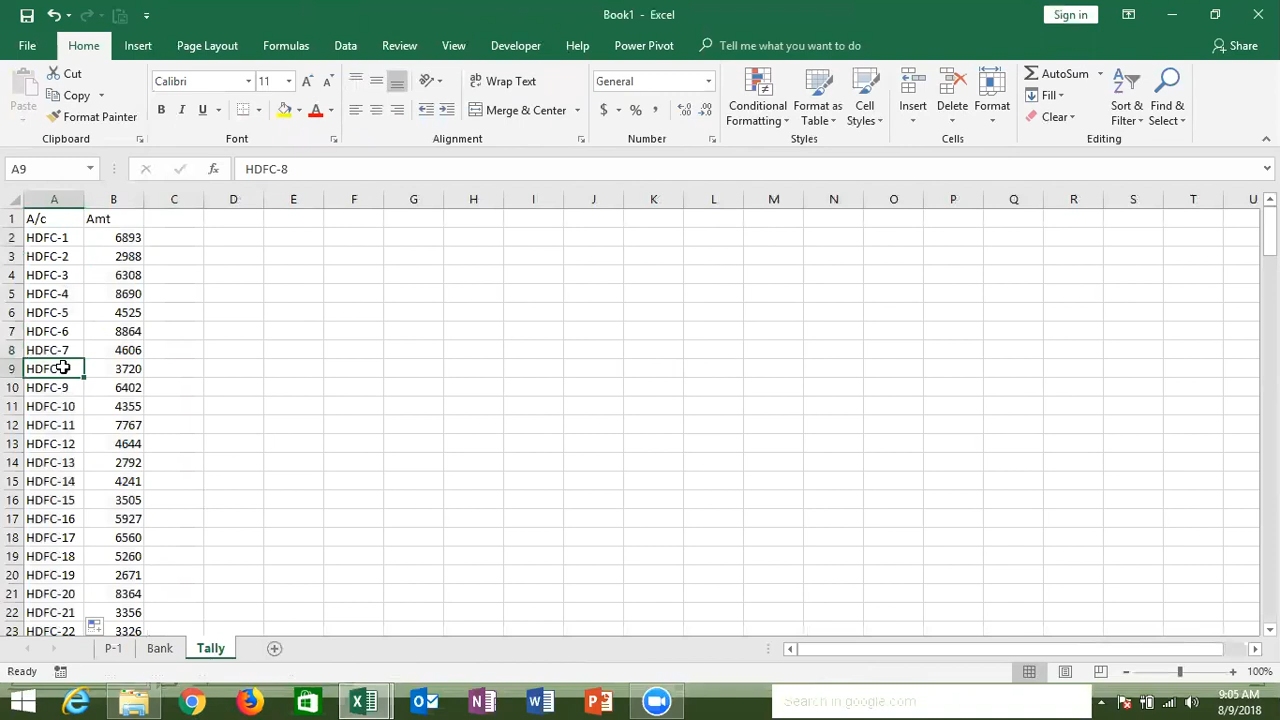 Book1 - Excel
Sign in
File Home Insert Page Layout Formulas Data Review View Developer Help Power Pivot Tell me what you want to do Share
Paste Cut Copy Format Painter Clipboard
Calibri 11 B I U A A A Font
Wrap Text Merge & Center Alignment
General $ % , Number
Conditional Formatting Format as Table Cell Styles Styles
Insert Delete Format Cells
AutoSum Fill Clear Sort & Filter Find & Select Editing
A9 fx HDFC-8
A B C D E F G H I J K L M N O P Q R S T U
1 A/c Amt
2 HDFC-1 6893
3 HDFC-2 2988
4 HDFC-3 6308
5 HDFC-4 8690
6 HDFC-5 4525
7 HDFC-6 8864
8 HDFC-7 4606
9 HDFC- 3720
10 HDFC-9 6402
11 HDFC-10 4355
12 HDFC-11 7767
13 HDFC-12 4644
14 HDFC-13 2792
15 HDFC-14 4241
16 HDFC-15 3505
17 HDFC-16 5927
18 HDFC-17 6560
19 HDFC-18 5260
20 HDFC-19 2671
21 HDFC-20 8364
22 HDFC-21 3356
23 HDFC-22 3326
P-1 Bank Tally
Ready 100%
Search in google.com 9:05 AM
8/9/2018